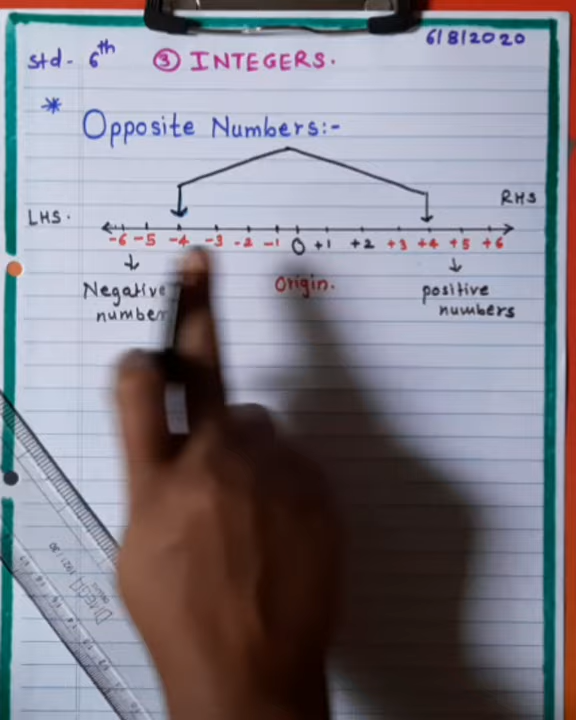 6/8/2020
Std- 6th ③ INTEGERS.
* Opposite Numbers:-
RHS
LHS.
-6 -5 -4 -3 -2 -1 0 +1 +2 +3 +4 +5 +6
Negative Origin. positive
number numbers